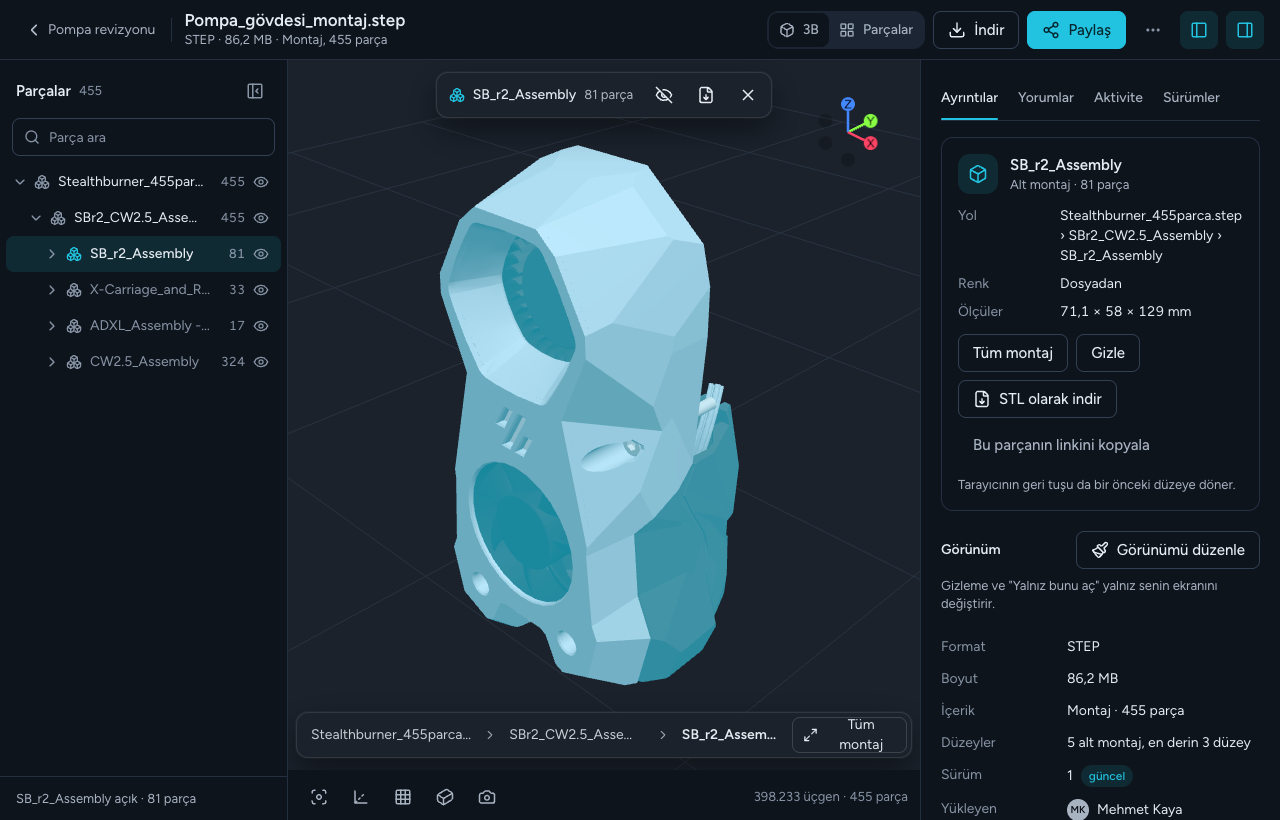 Pompa revizyonu
Pompa_gövdesi_montaj.step
STEP · 86,2 MB · Montaj, 455 parça
3B
Parçalar
İndir
Paylaş
Parçalar 455
Parça ara
Stealthburner_455par... 455
SBr2_CW2.5_Asse... 455
SB_r2_Assembly 81
X-Carriage_and_R... 33
ADXL_Assembly -... 17
CW2.5_Assembly 324
SB_r2_Assembly açık · 81 parça
SB_r2_Assembly 81 parça
Z
Y
X
Stealthburner_455parca... SBr2_CW2.5_Asse... SB_r2_Assem...
Tüm
montaj
398.233 üçgen · 455 parça
Ayrıntılar Yorumlar Aktivite Sürümler
SB_r2_Assembly
Alt montaj · 81 parça
Yol Stealthburner_455parca.step
› SBr2_CW2.5_Assembly ›
SB_r2_Assembly
Renk Dosyadan
Ölçüler 71,1 × 58 × 129 mm
Tüm montaj Gizle
STL olarak indir
Bu parçanın linkini kopyala
Tarayıcının geri tuşu da bir önceki düzeye döner.
Görünüm Görünümü düzenle
Gizleme ve "Yalnız bunu aç" yalnız senin ekranını
değiştirir.
Format STEP
Boyut 86,2 MB
İçerik Montaj · 455 parça
Düzeyler 5 alt montaj, en derin 3 düzey
Sürüm 1 güncel
Yükleyen MK Mehmet Kaya